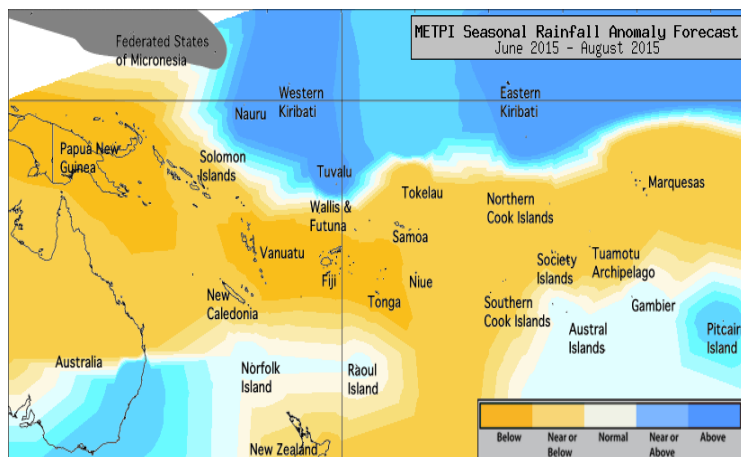 METPI Seasonal Rainfall Anomaly Forecast
June 2015 - August 2015
Federated States
of Micronesia
Western
Kiribati
Eastern
Kiribati
Nauru
Papua New
Guinea
Solomon
Islands
Tuvalu
Tokelau
Marquesas
Wallis &
Futuna
Northern
Cook Islands
Samoa
Vanuatu
Fiji
Niue
Society
Islands
Tuamotu
Archipelago
New
Caledonia
Tonga
Southern
Cook Islands
Gambier
Austral
Islands
Pitcairn
Island
Australia
Norfolk
Island
Raoul
Island
New Zealand
Below
Near or
Below
Normal
Near or
Above
Above